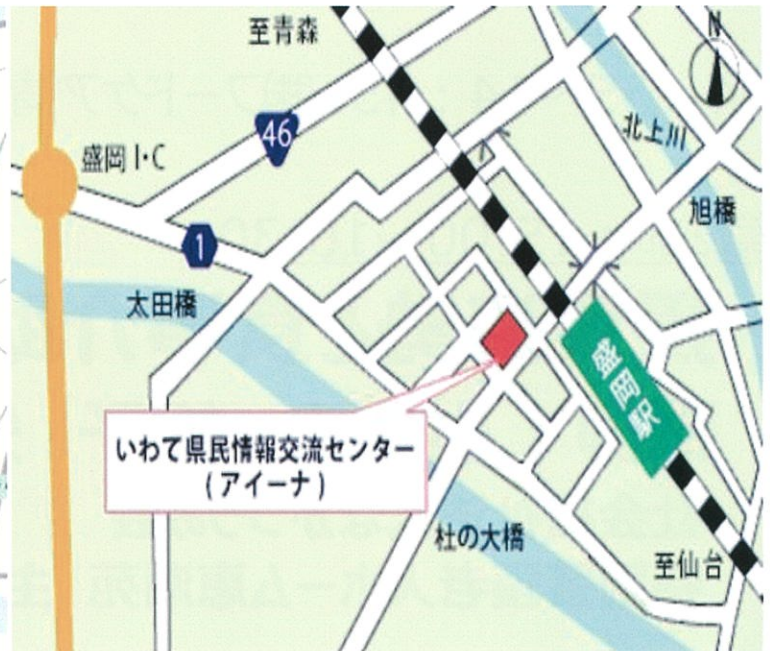 至青森
N
46
北上川
盛岡I・C
旭橋
1
太田橋
盛岡駅
いわて県民情報交流センター
(アイーナ)
杜の大橋
至仙台